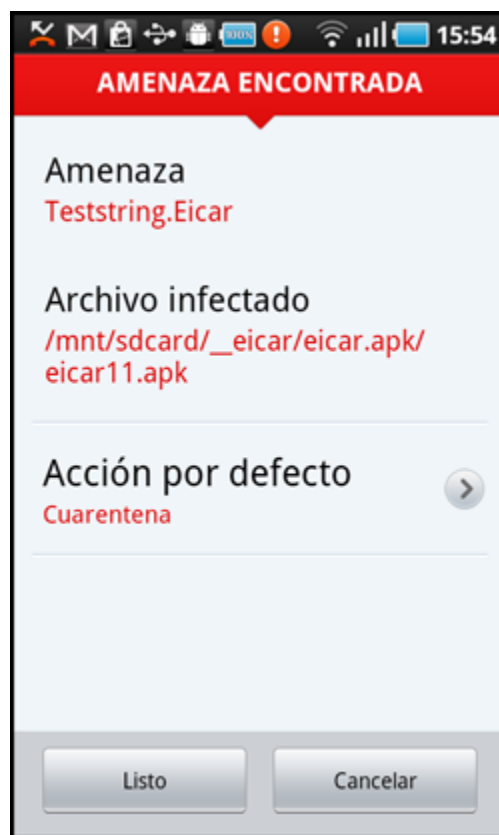 100%
15:54
AMENAZA ENCONTRADA
Amenaza
Teststring.Eicar
Archivo infectado
/mnt/sdcard/__eicar/eicar.apk/
eicar11.apk
Acción por defecto
Cuarentena
Listo
Cancelar